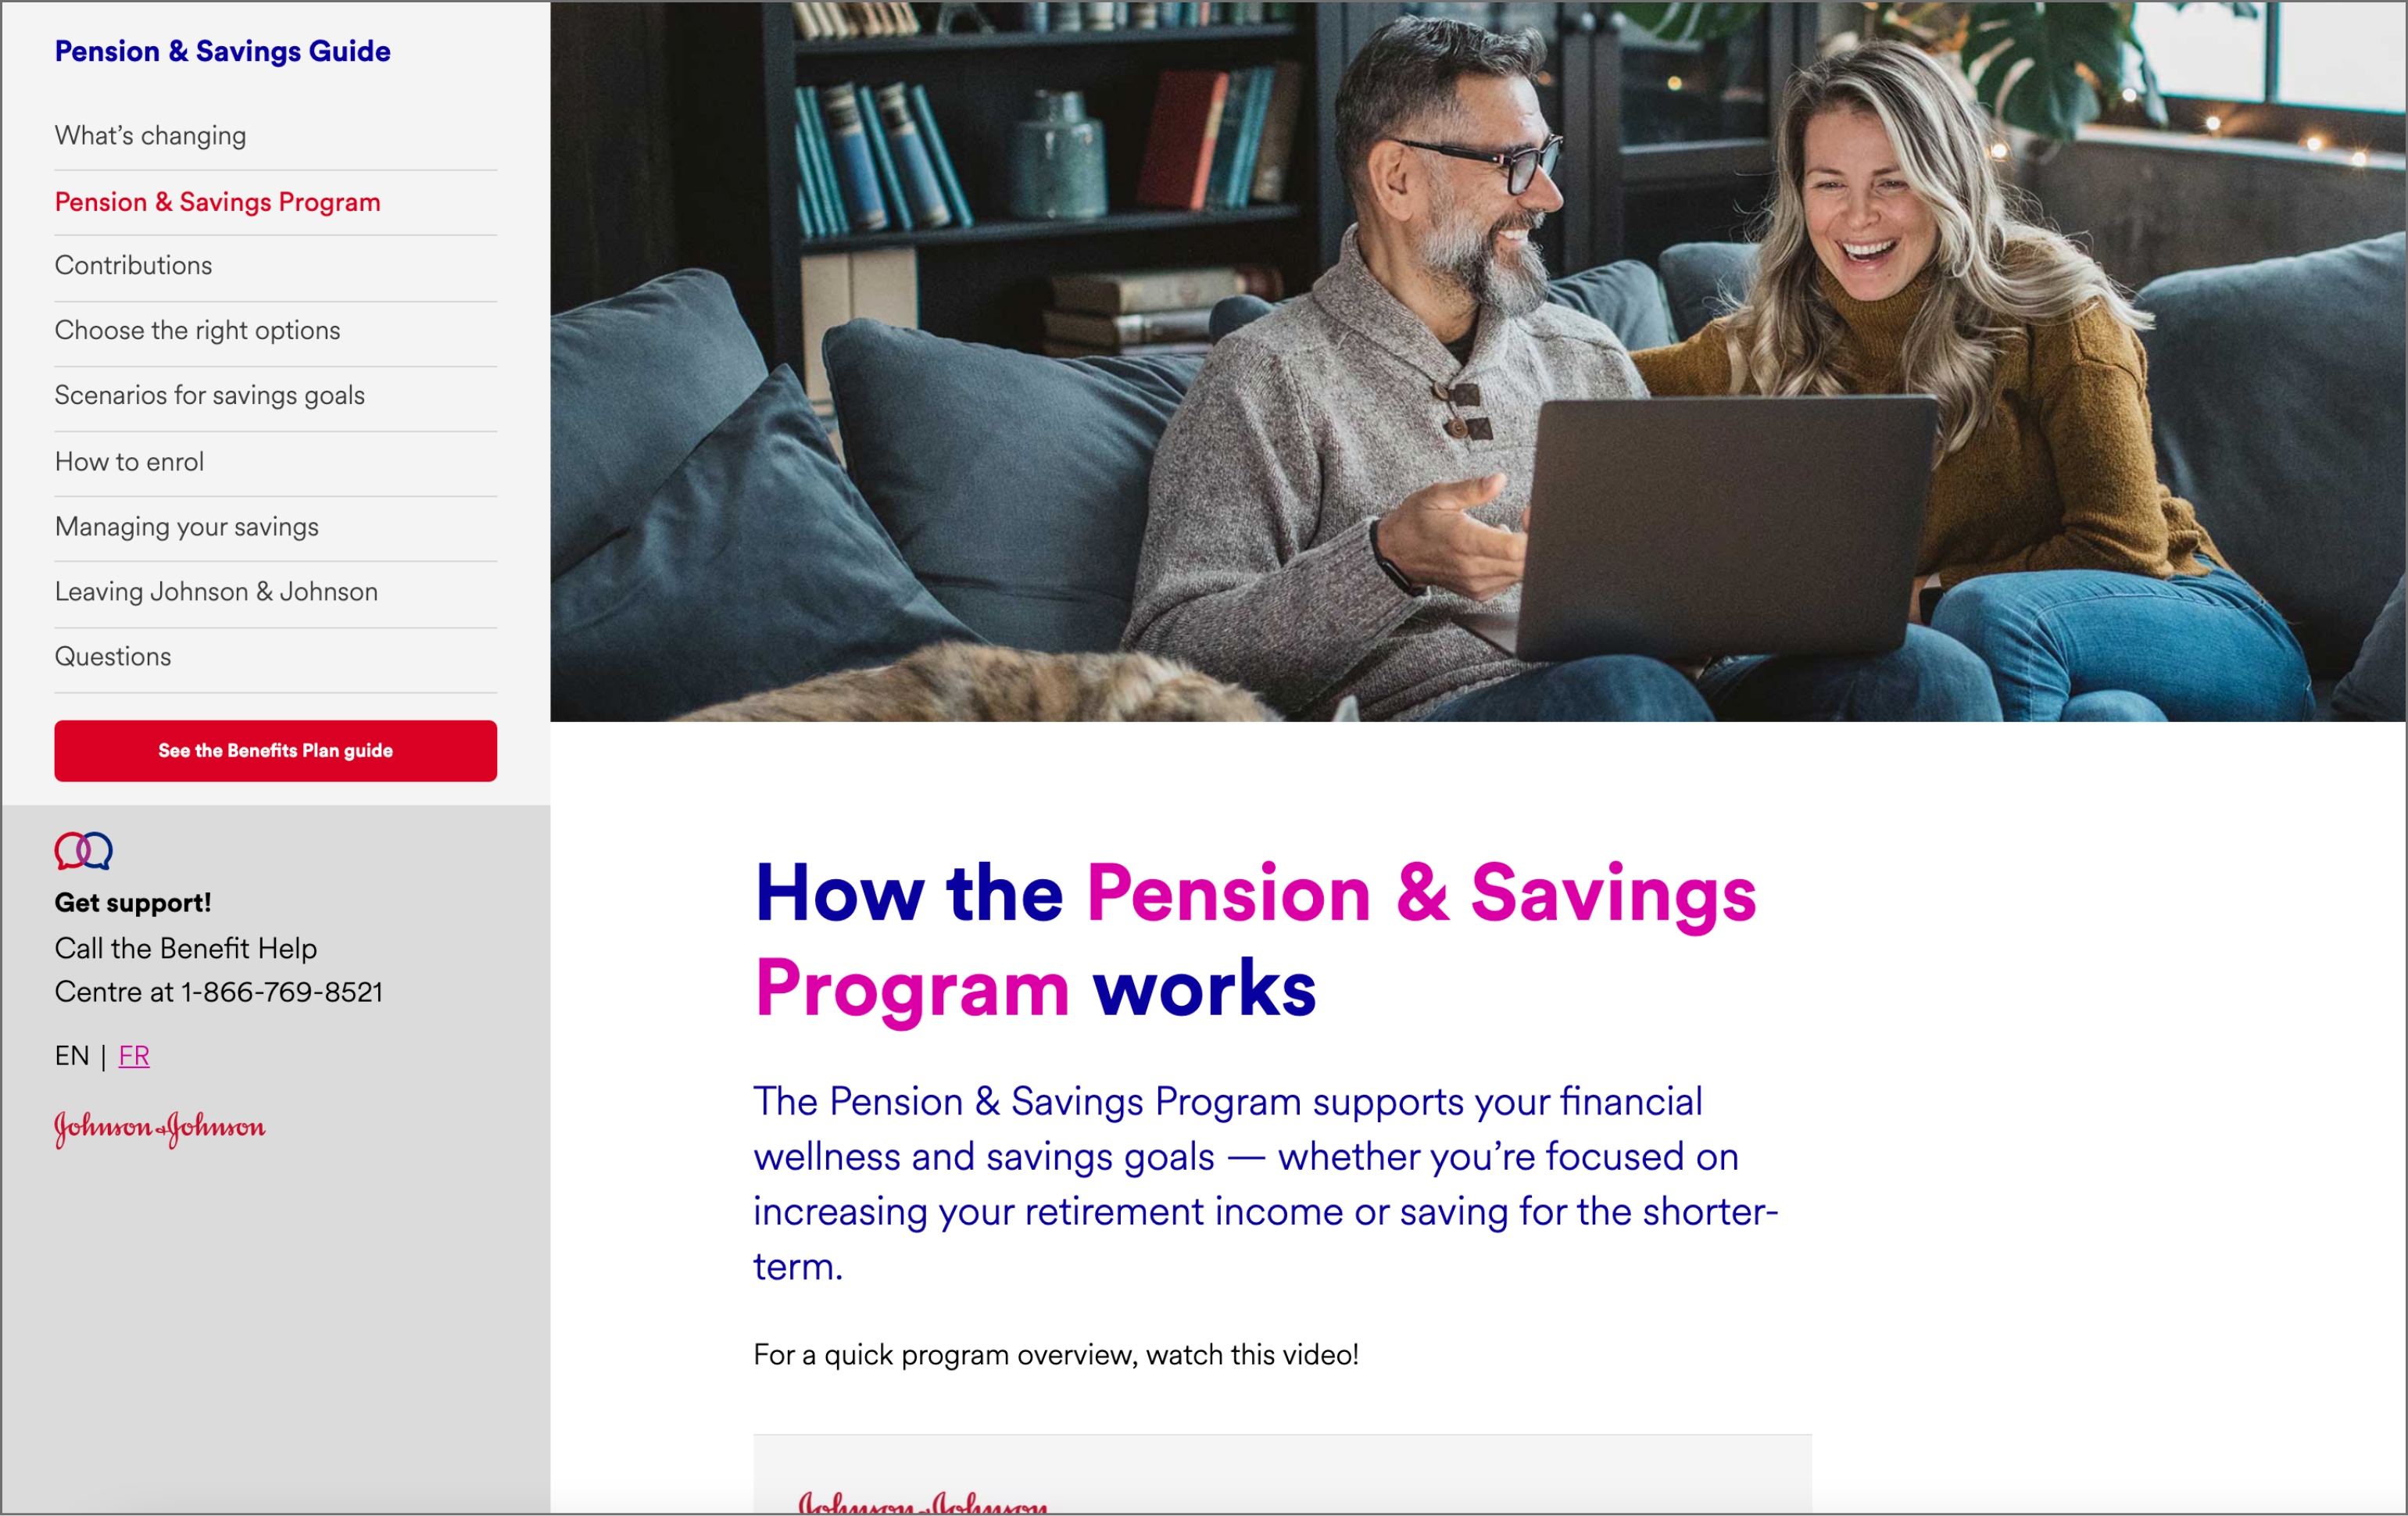 Pension & Savings Guide
What’s changing
Pension & Savings Program
Contributions
Choose the right options
Scenarios for savings goals
How to enrol
Managing your savings
Leaving Johnson & Johnson
Questions
See the Benefits Plan guide
Get support!
Call the Benefit Help
Centre at 1-866-769-8521
EN | FR
Johnson & Johnson
How the Pension & Savings
Program works
The Pension & Savings Program supports your financial
wellness and savings goals — whether you’re focused on
increasing your retirement income or saving for the shorter-
term.
For a quick program overview, watch this video!
Johnson & Johnson